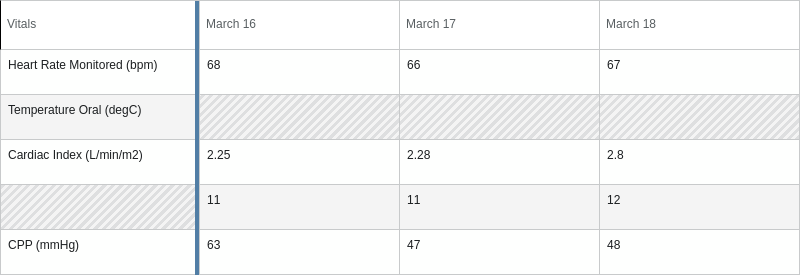 Vitals March 16 March 17 March 18
Heart Rate Monitored (bpm) 68 66 67
Temperature Oral (degC)
Cardiac Index (L/min/m2) 2.25 2.28 2.8
11 11 12
CPP (mmHg) 63 47 48